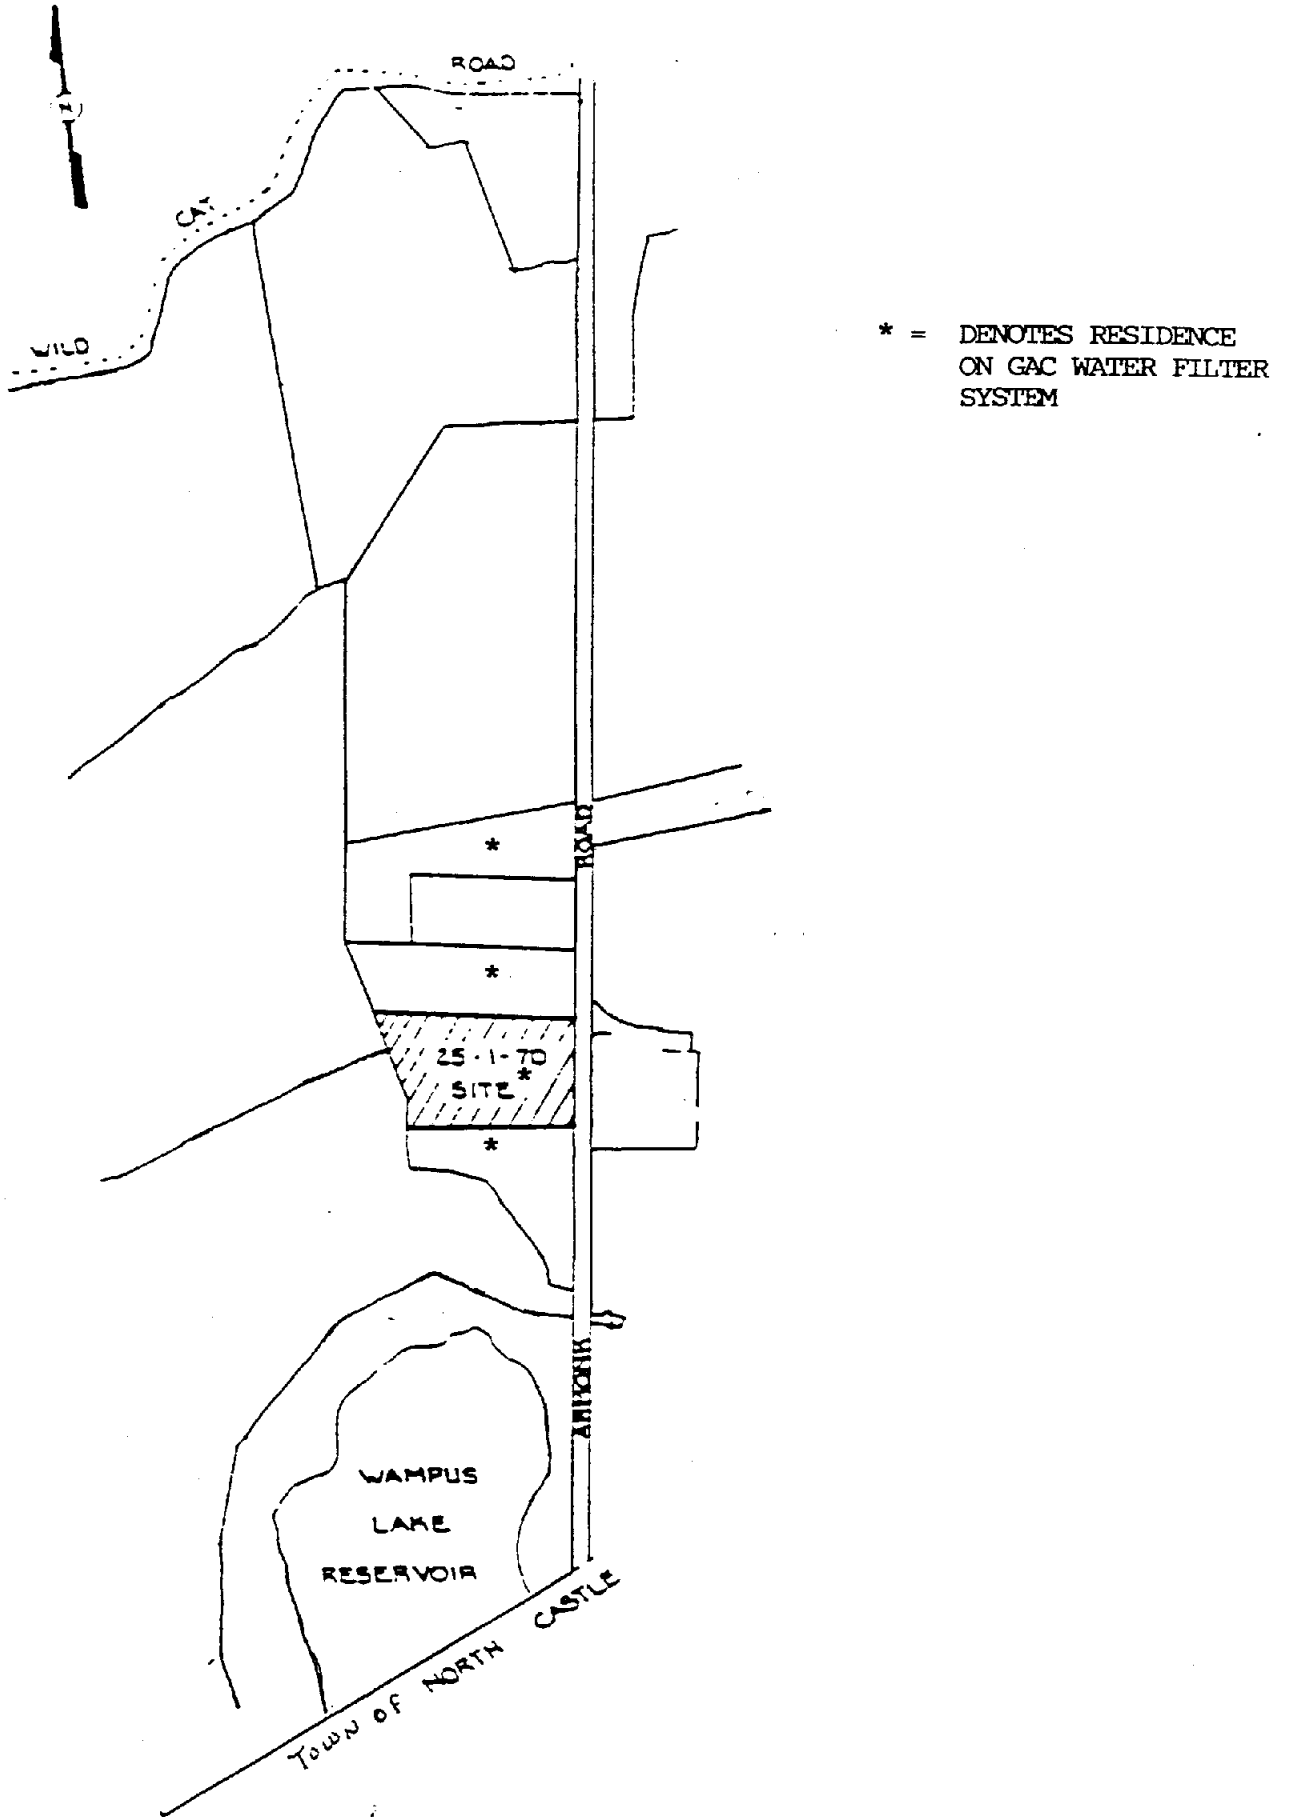 ROAD
CAT
WILD
* = DENOTES RESIDENCE
ON GAC WATER FILTER
SYSTEM
ROAD
*
*
25-1-70
*
SITE
*
ARMONK
WAMPUS
LAKE
RESERVOIR
TOWN OF NORTH CASTLE